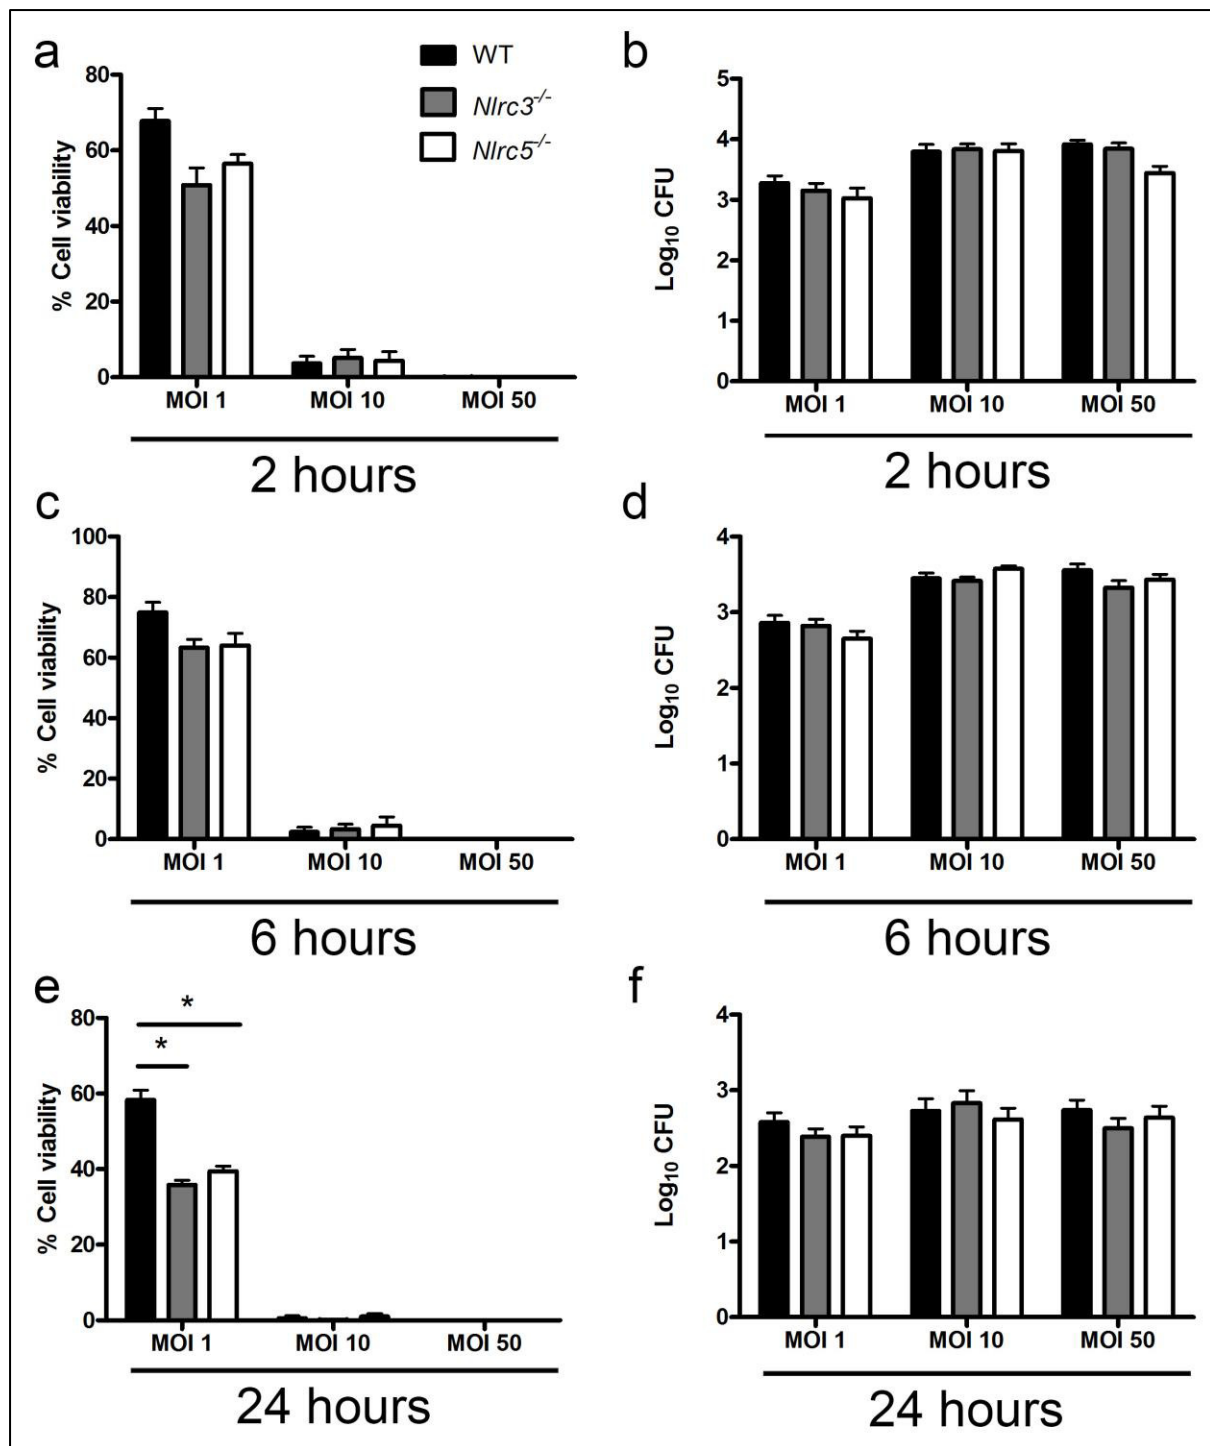 a
WT
Nlrc3-/-
Nlrc5-/-
80
60
40
20
0
% Cell viability
MOI 1 MOI 10 MOI 50
2 hours
b
5
4
3
2
1
0
Log10 CFU
MOI 1 MOI 10 MOI 50
2 hours
c
100
80
60
40
20
0
% Cell viability
MOI 1 MOI 10 MOI 50
6 hours
d
4
3
2
1
0
Log10 CFU
MOI 1 MOI 10 MOI 50
6 hours
e
80
60
40
20
0
% Cell viability
*
*
MOI 1 MOI 10 MOI 50
24 hours
f
4
3
2
1
0
Log10 CFU
MOI 1 MOI 10 MOI 50
24 hours